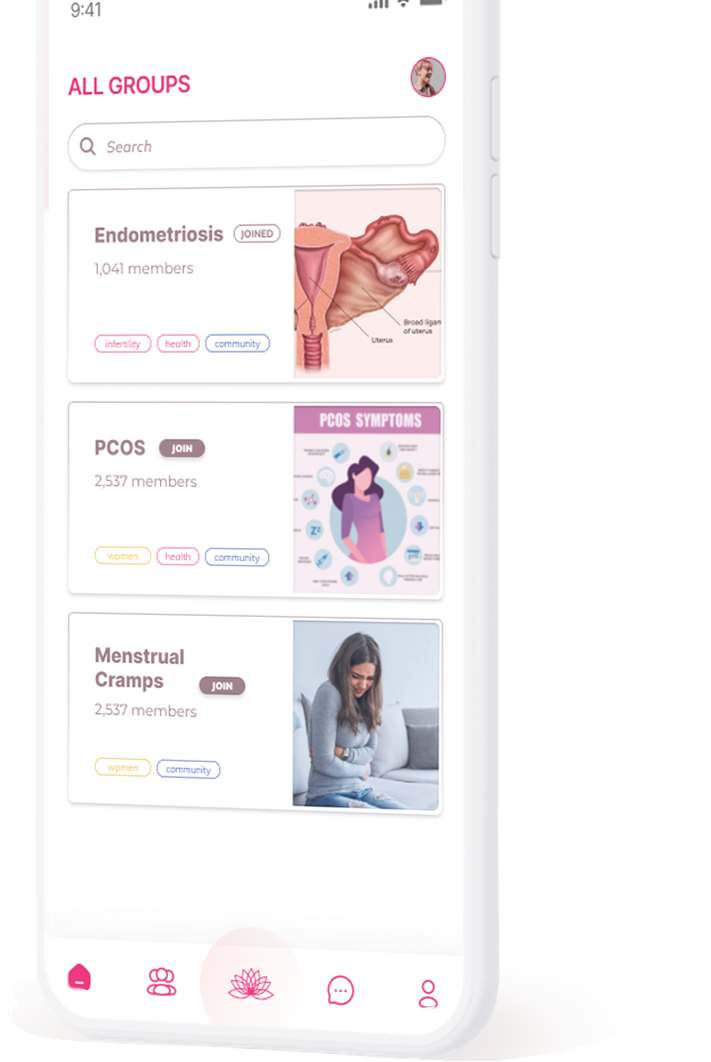 9:41
ALL GROUPS
Search
Endometriosis JOINED
1,041 members
infertility health community
Broad ligan
of uterus
Uterus
PCOS JOIN
2,537 members
wpmen health community
PCOS SYMPTOMS
Menstrual
Cramps JOIN
2,537 members
wpmen community